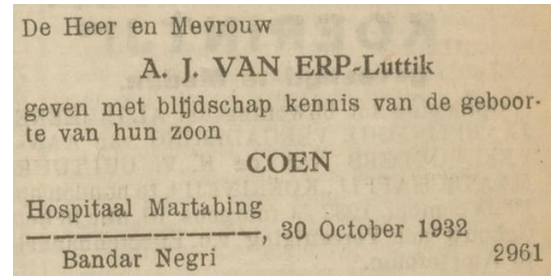 De Heer en Mevrouw
A. J. VAN ERP-Luttik
geven met blijdschap kennis van de geboor-
te van hun zoon
COEN
Hospitaal Martabing
——————————, 30 October 1932
Bandar Negri
2961